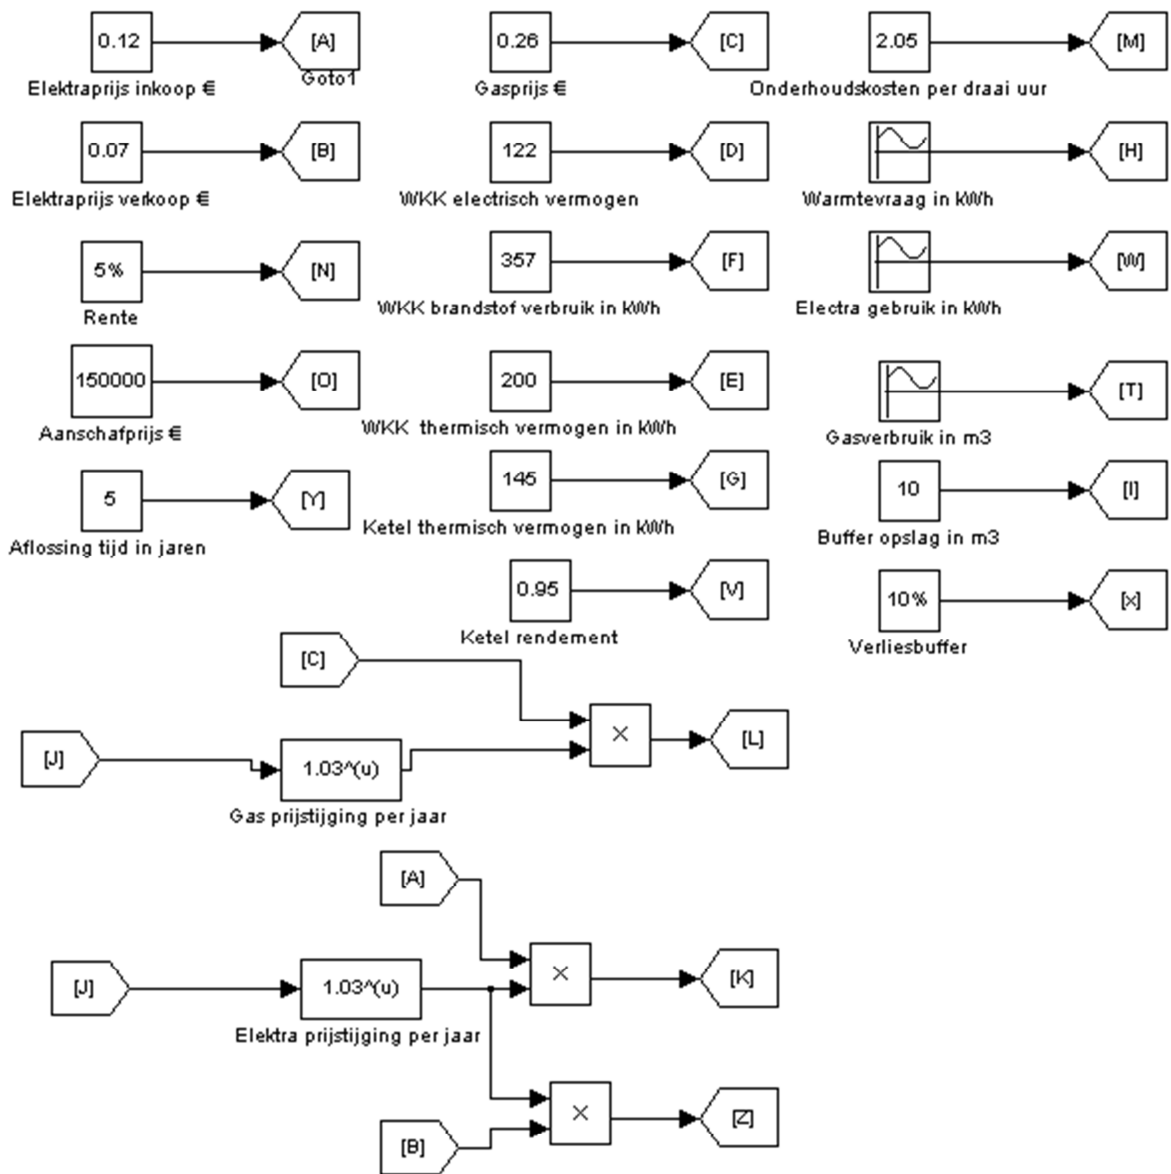 0.12
[A]
Goto1
Elektraprijs inkoop €
0.26
[C]
Gasprijs €
2.05
[M]
Onderhoudskosten per draai uur
0.07
[B]
Elektraprijs verkoop €
122
[D]
WKK electrisch vermogen
[H]
Warmtevraag in kWh
5%
[N]
Rente
357
[F]
WKK brandstof verbruik in kWh
[W]
Electra gebruik in kWh
150000
[O]
Aanschafprijs €
200
[E]
WKK thermisch vermogen in kWh
[T]
Gasverbruik in m3
5
[Y]
Aflossing tijd in jaren
145
[G]
Ketel thermisch vermogen in kWh
10
[I]
Buffer opslag in m3
0.95
[V]
Ketel rendement
10%
[x]
Verliesbuffer
[C]
[J]
1.03^(u)
Gas prijstijging per jaar
×
[L]
[A]
[J]
1.03^(u)
Elektra prijstijging per jaar
×
[K]
[B]
×
[Z]